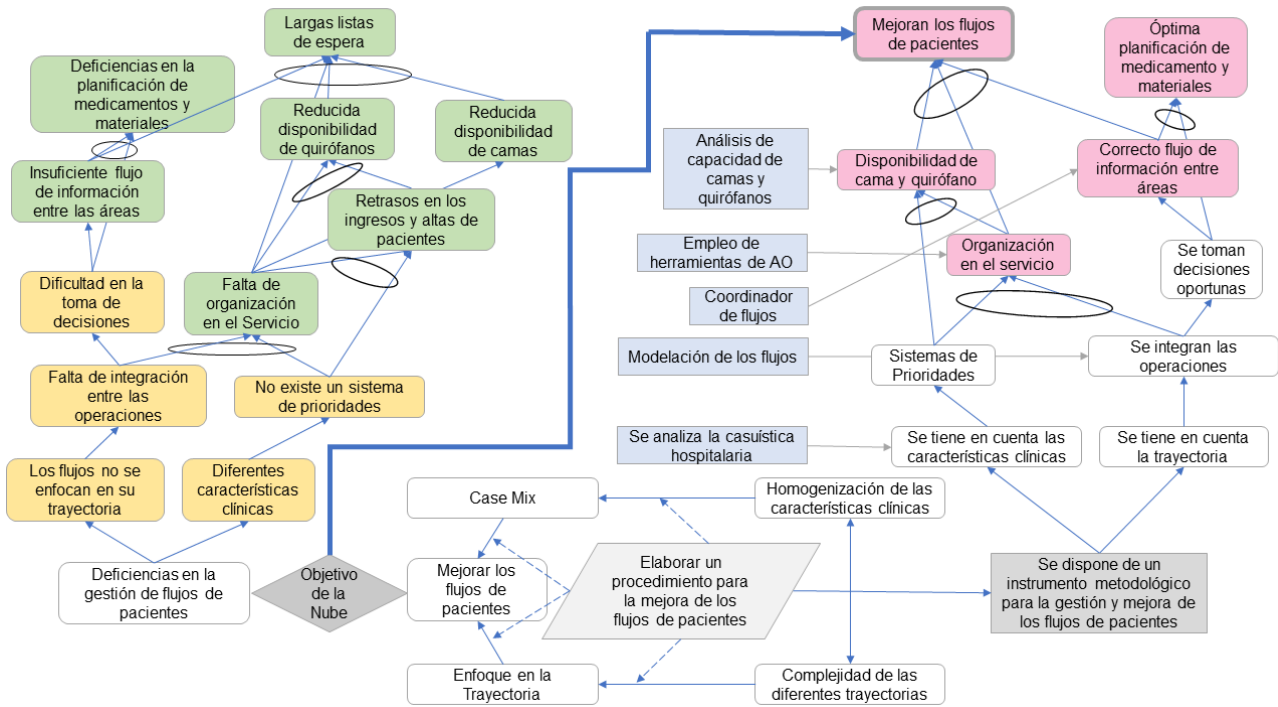 Largas listas
de espera
Deficiencias en la
planificación de
medicamentos y
materiales
Reducida
disponibilidad
de quirófanos
Reducida
disponibilidad
de camas
Insuficiente flujo
de información
entre las áreas
Retrasos en los
ingresos y altas de
pacientes
Dificultad en la
toma de
decisiones
Falta de
organización
en el Servicio
Falta de integración
entre las
operaciones
No existe un sistema
de prioridades
Los flujos no se
enfocan en su
trayectoria
Diferentes
características
clínicas
Deficiencias en la
gestión de flujos de
pacientes
Objetivo
de la
Nube
Mejorar los
flujos de
pacientes
Case Mix
Enfoque en la
Trayectoria
Homogenización de las
características clínicas
Elaborar un
procedimiento para
la mejora de los
flujos de pacientes
Complejidad de las
diferentes trayectorias
Se dispone de un
instrumento metodológico
para la gestión y mejora de
los flujos de pacientes
Mejoran los flujos
de pacientes
Óptima
planificación de
medicamento y
materiales
Análisis de
capacidad de
camas y
quirófanos
Disponibilidad de
cama y quirófano
Correcto flujo de
información entre
áreas
Empleo de
herramientas de AO
Organización
en el servicio
Se toman
decisiones
oportunas
Coordinador
de flujos
Modelación de los flujos
Sistemas de
Prioridades
Se integran las
operaciones
Se analiza la casuística
hospitalaria
Se tiene en cuenta las
características clínicas
Se tiene en cuenta
la trayectoria